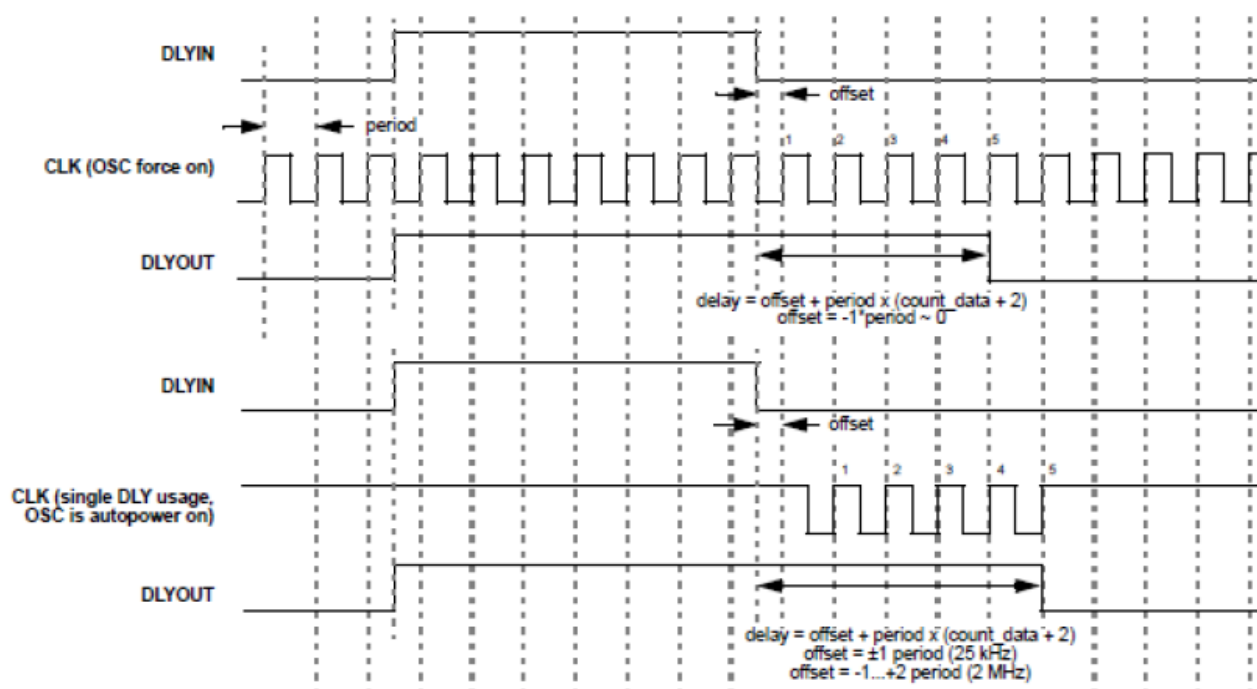 DLYIN
offset
period
1 2 3 4 5
CLK (OSC force on)
DLYOUT
delay = offset + period x (count_data + 2)
offset = -1*period ~ 0
DLYIN
offset
1 2 3 4 5
CLK (single DLY usage,
OSC is autopower on)
DLYOUT
delay = offset + period x (count_data + 2)
offset = ±1 period (25 kHz)
offset = -1...+2 period (2 MHz)